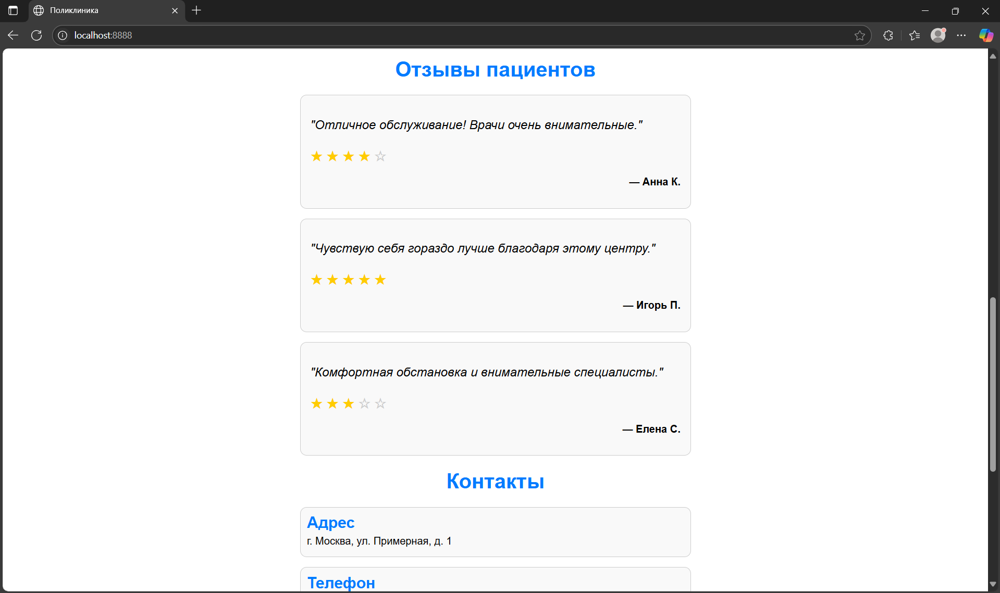 Поликлиника
localhost:8888
Отзывы пациентов
"Отличное обслуживание! Врачи очень внимательные."
★ ★ ★ ★ ☆
— Анна К.
"Чувствую себя гораздо лучше благодаря этому центру."
★ ★ ★ ★ ★
— Игорь П.
"Комфортная обстановка и внимательные специалисты."
★ ★ ★ ☆ ☆
— Елена С.
Контакты
Адрес
г. Москва, ул. Примерная, д. 1
Телефон